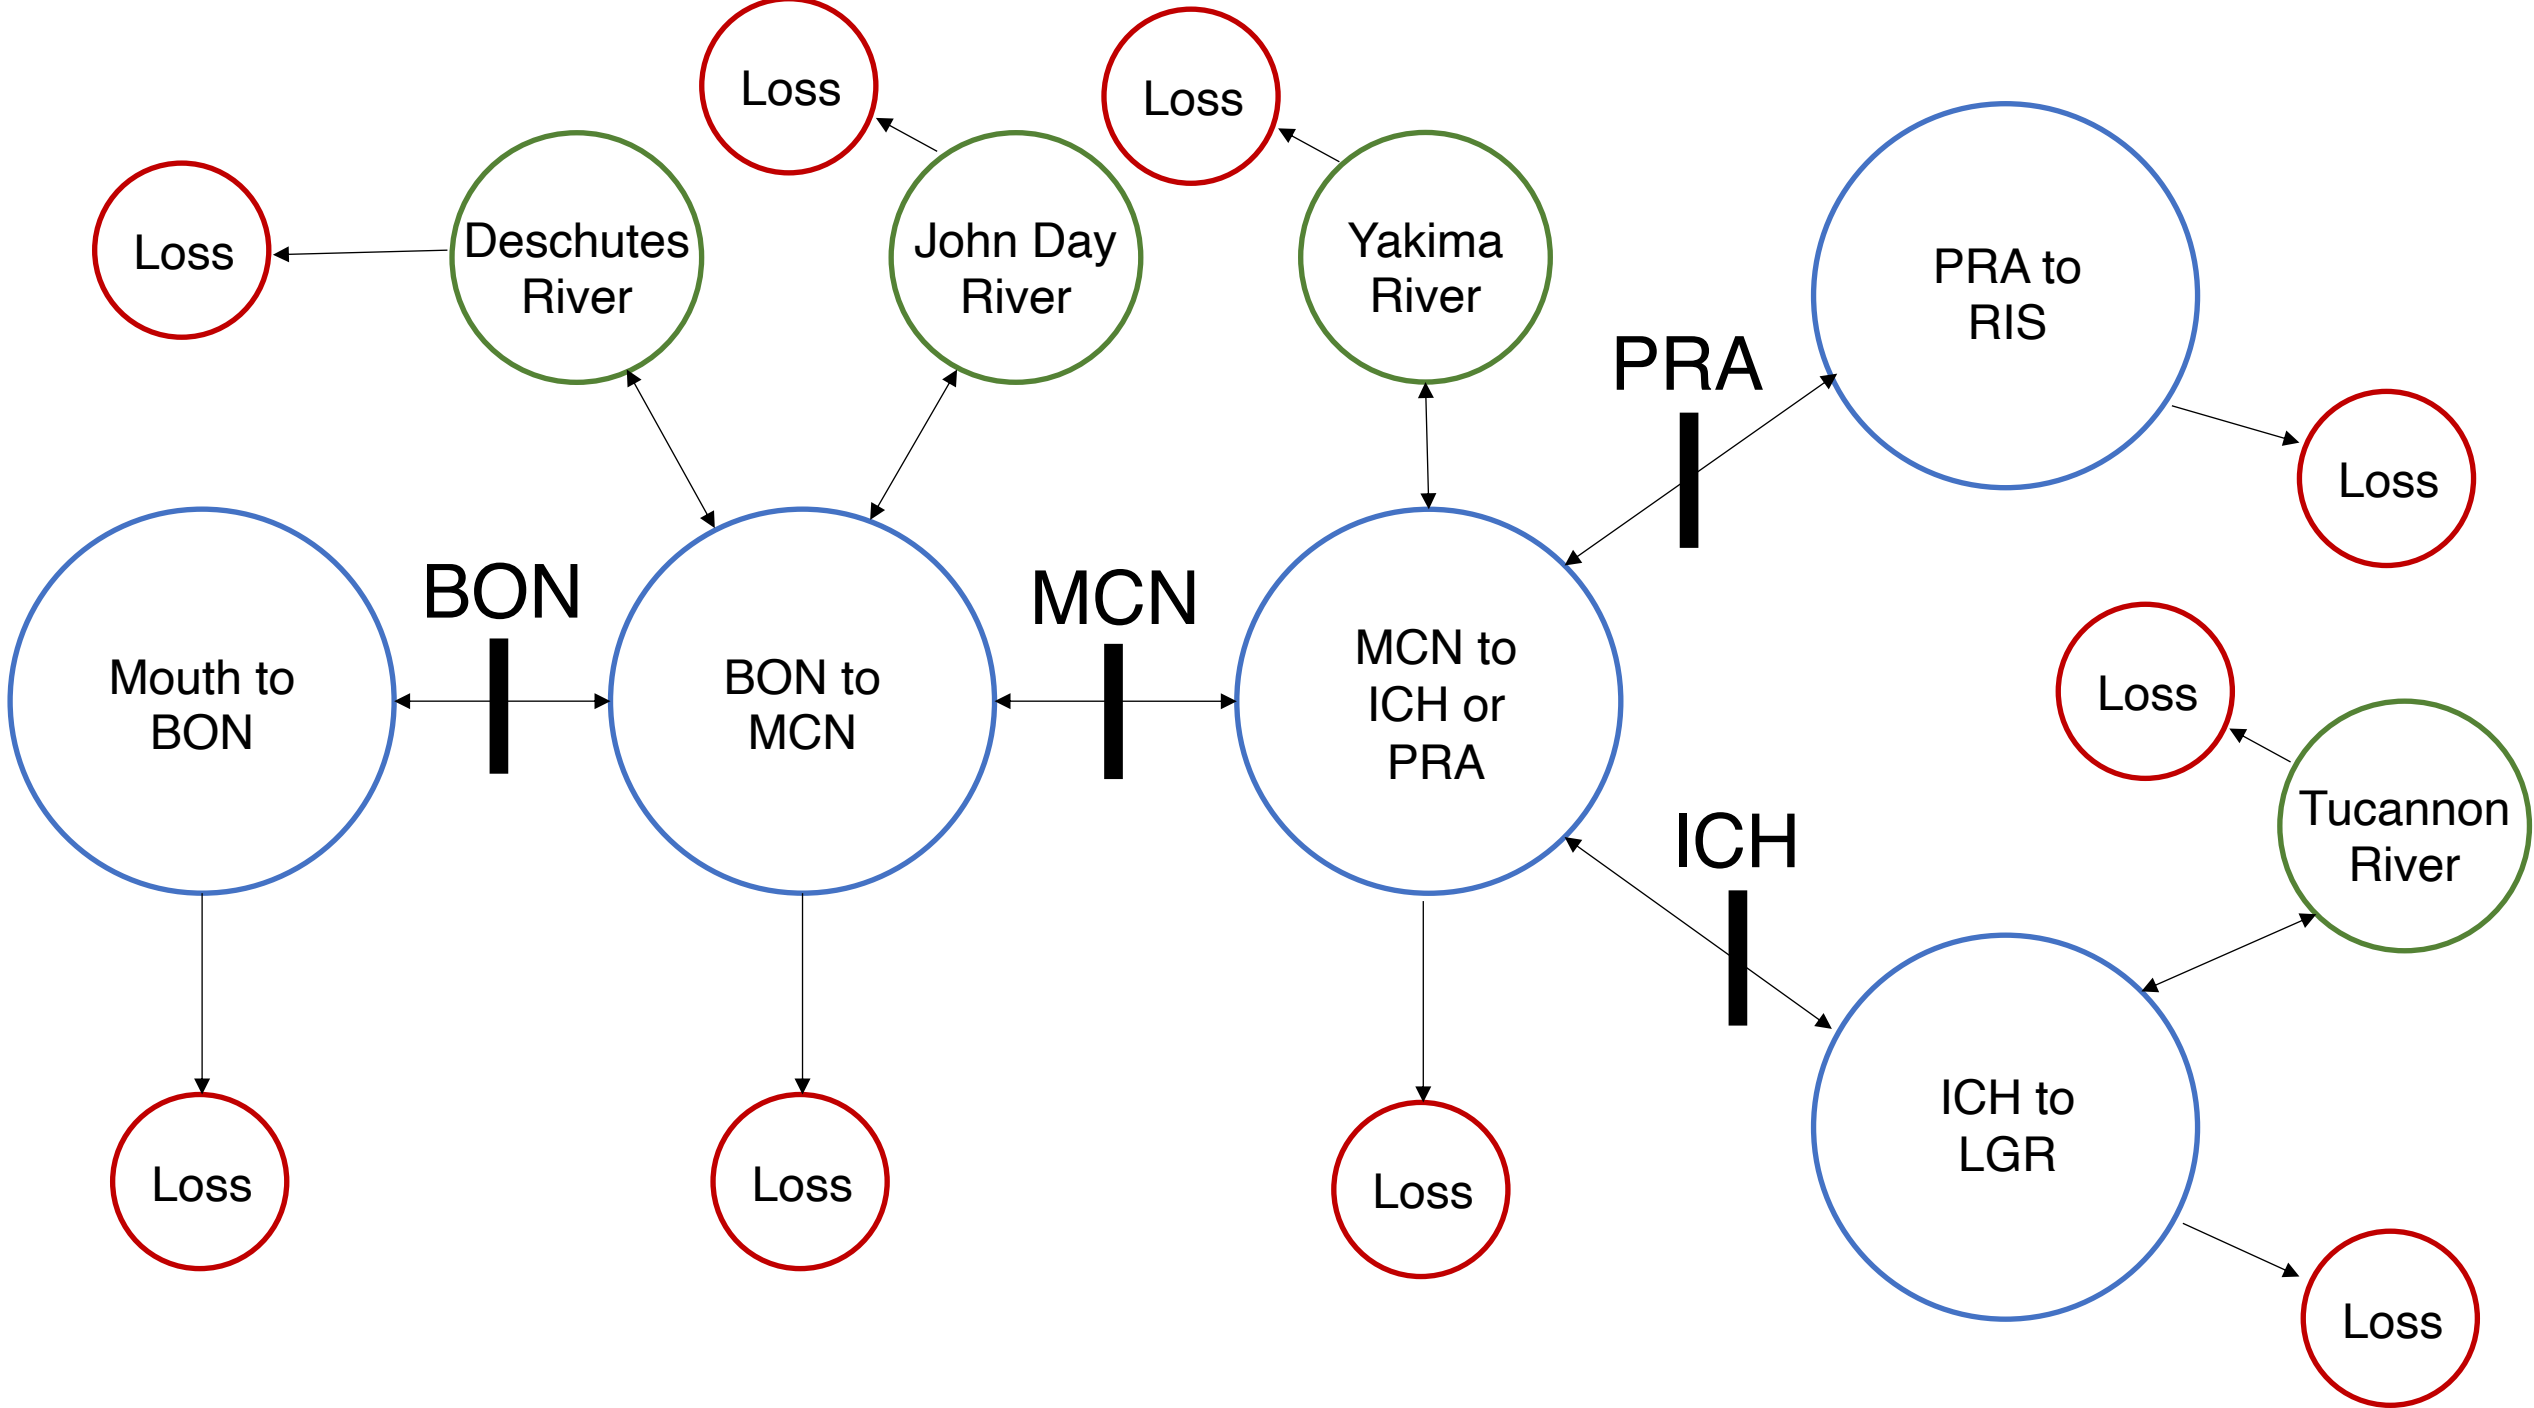 Loss
Loss
Loss
Deschutes
River
John Day
River
Yakima
River
PRA to
RIS
PRA
Loss
BON
MCN
Mouth to
BON
BON to
MCN
MCN to
ICH or
PRA
Loss
Tucannon
River
ICH
ICH to
LGR
Loss
Loss
Loss
Loss